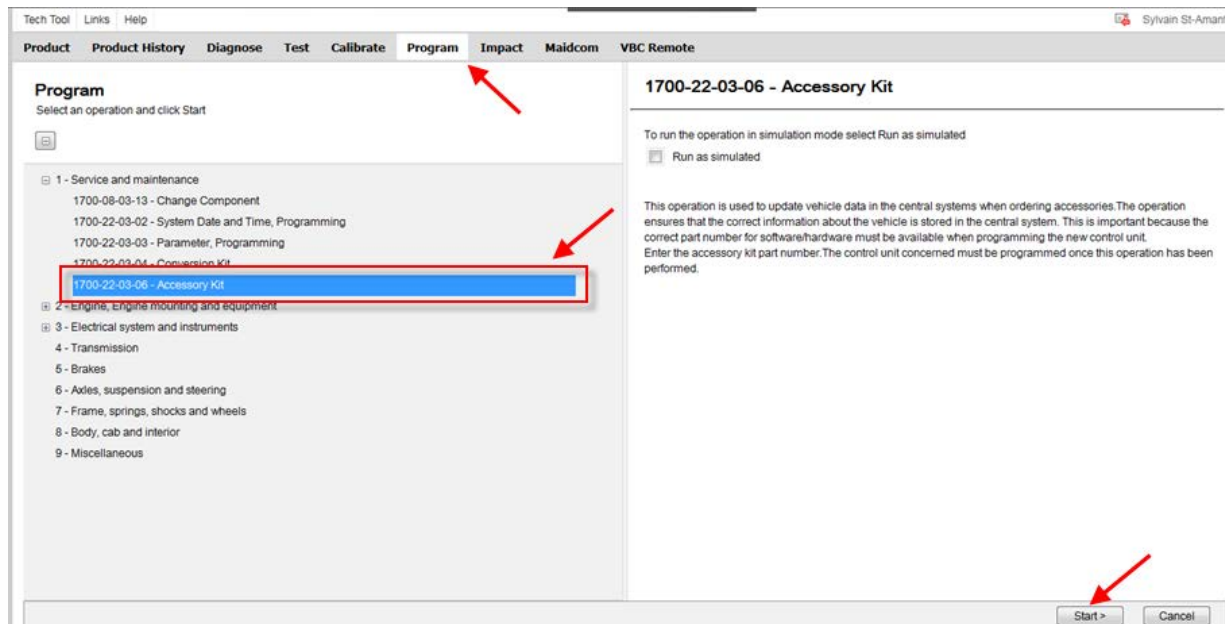 Tech Tool Links Help
Sylvain St-Amant
Product Product History Diagnose Test Calibrate Program Impact Maidcom VBC Remote
Program
Select an operation and click Start
1 - Service and maintenance
1700-08-03-13 - Change Component
1700-22-03-02 - System Date and Time, Programming
1700-22-03-03 - Parameter, Programming
1700-22-03-04 - Conversion Kit
1700-22-03-06 - Accessory Kit
2 - Engine, Engine mounting and equipment
3 - Electrical system and instruments
4 - Transmission
5 - Brakes
6 - Axles, suspension and steering
7 - Frame, springs, shocks and wheels
8 - Body, cab and interior
9 - Miscellaneous
1700-22-03-06 - Accessory Kit
To run the operation in simulation mode select Run as simulated
Run as simulated
This operation is used to update vehicle data in the central systems when ordering accessories.The operation
ensures that the correct information about the vehicle is stored in the central system. This is important because the
correct part number for software/hardware must be available when programming the new control unit.
Enter the accessory kit part number.The control unit concerned must be programmed once this operation has been
performed.
Start >
Cancel